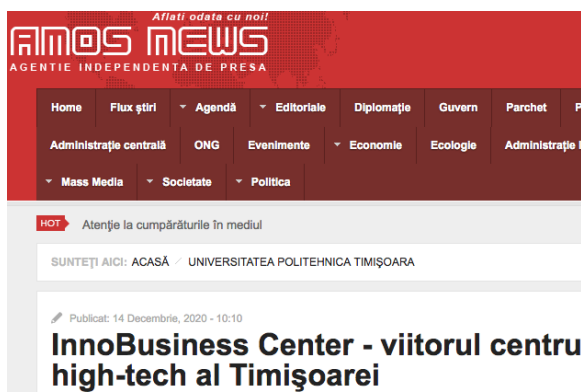 Aflati odata cu noi!
AMOS NEWS
AGENTIE INDEPENDENTA DE PRESA
Home Flux știri Agendă Editoriale Diplomație Guvern Parchet P
Administrație centrală ONG Evenimente Economie Ecologie Administrație l
Mass Media Societate Politica
HOT Atenție la cumpărăturile în mediul
SUNTEȚI AICI: ACASĂ / UNIVERSITATEA POLITEHNICA TIMIȘOARA
Publicat: 14 Decembrie, 2020 - 10:10
InnoBusiness Center - viitorul centru
high-tech al Timișoarei